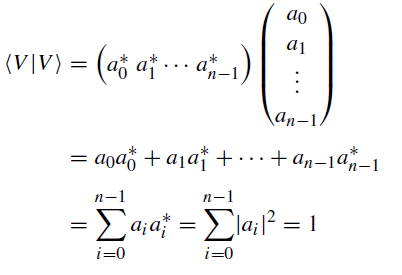 ⟨V|V⟩ = (a₀* a₁* ⋯ aₙ₋₁*) (a₀ a₁ ⋮ aₙ₋₁)
= a₀a₀* + a₁a₁* + ⋯ + aₙ₋₁aₙ₋₁*
= ∑ᵢ₌₀ⁿ⁻¹ aᵢaᵢ* = ∑ᵢ₌₀ⁿ⁻¹ |aᵢ|² = 1